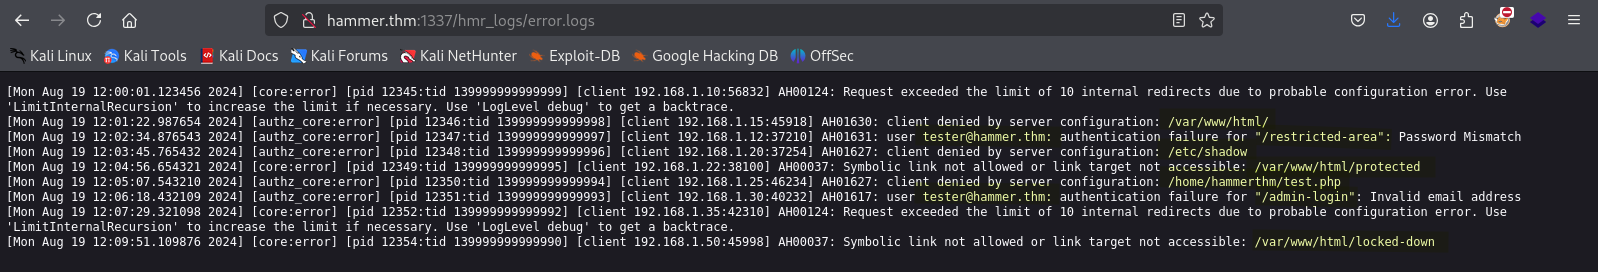 hammer.thm:1337/hmr_logs/error.logs
Kali Linux Kali Tools Kali Docs Kali Forums Kali NetHunter Exploit-DB Google Hacking DB OffSec
[Mon Aug 19 12:00:01.123456 2024] [core:error] [pid 12345:tid 139999999999999] [client 192.168.1.10:56832] AH00124: Request exceeded the limit of 10 internal redirects due to probable configuration error. Use
'LimitInternalRecursion' to increase the limit if necessary. Use 'LogLevel debug' to get a backtrace.
[Mon Aug 19 12:01:22.987654 2024] [authz_core:error] [pid 12346:tid 139999999999998] [client 192.168.1.15:45918] AH01630: client denied by server configuration: /var/www/html/
[Mon Aug 19 12:02:34.876543 2024] [authz_core:error] [pid 12347:tid 139999999999997] [client 192.168.1.12:37210] AH01631: user tester@hammer.thm: authentication failure for "/restricted-area": Password Mismatch
[Mon Aug 19 12:03:45.765432 2024] [authz_core:error] [pid 12348:tid 139999999999996] [client 192.168.1.20:37254] AH01627: client denied by server configuration: /etc/shadow
[Mon Aug 19 12:04:56.654321 2024] [core:error] [pid 12349:tid 139999999999995] [client 192.168.1.22:38100] AH00037: Symbolic link not allowed or link target not accessible: /var/www/html/protected
[Mon Aug 19 12:05:07.543210 2024] [authz_core:error] [pid 12350:tid 139999999999994] [client 192.168.1.25:46234] AH01627: client denied by server configuration: /home/hammerthm/test.php
[Mon Aug 19 12:06:18.432109 2024] [authz_core:error] [pid 12351:tid 139999999999993] [client 192.168.1.30:40232] AH01617: user tester@hammer.thm: authentication failure for "/admin-login": Invalid email address
[Mon Aug 19 12:07:29.321098 2024] [core:error] [pid 12352:tid 139999999999992] [client 192.168.1.35:42310] AH00124: Request exceeded the limit of 10 internal redirects due to probable configuration error. Use
'LimitInternalRecursion' to increase the limit if necessary. Use 'LogLevel debug' to get a backtrace.
[Mon Aug 19 12:09:51.109876 2024] [core:error] [pid 12354:tid 139999999999990] [client 192.168.1.50:45998] AH00037: Symbolic link not allowed or link target not accessible: /var/www/html/locked-down